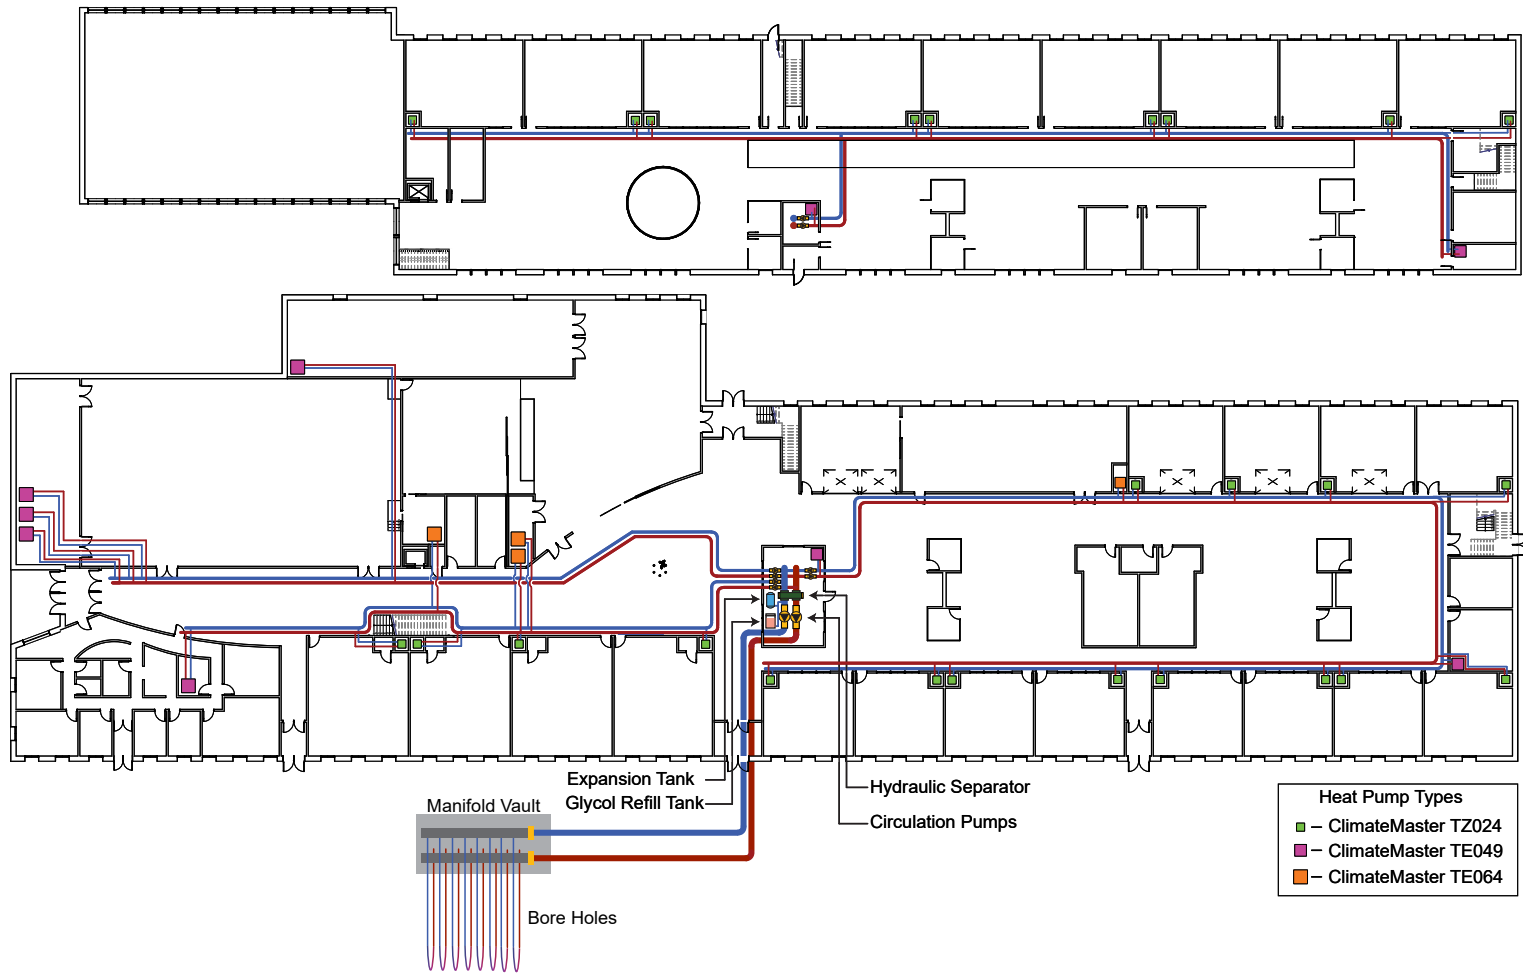 Expansion Tank
Glycol Refill Tank
Hydraulic Separator
Circulation Pumps
Manifold Vault
Bore Holes
Heat Pump Types
– ClimateMaster TZ024
– ClimateMaster TE049
– ClimateMaster TE064